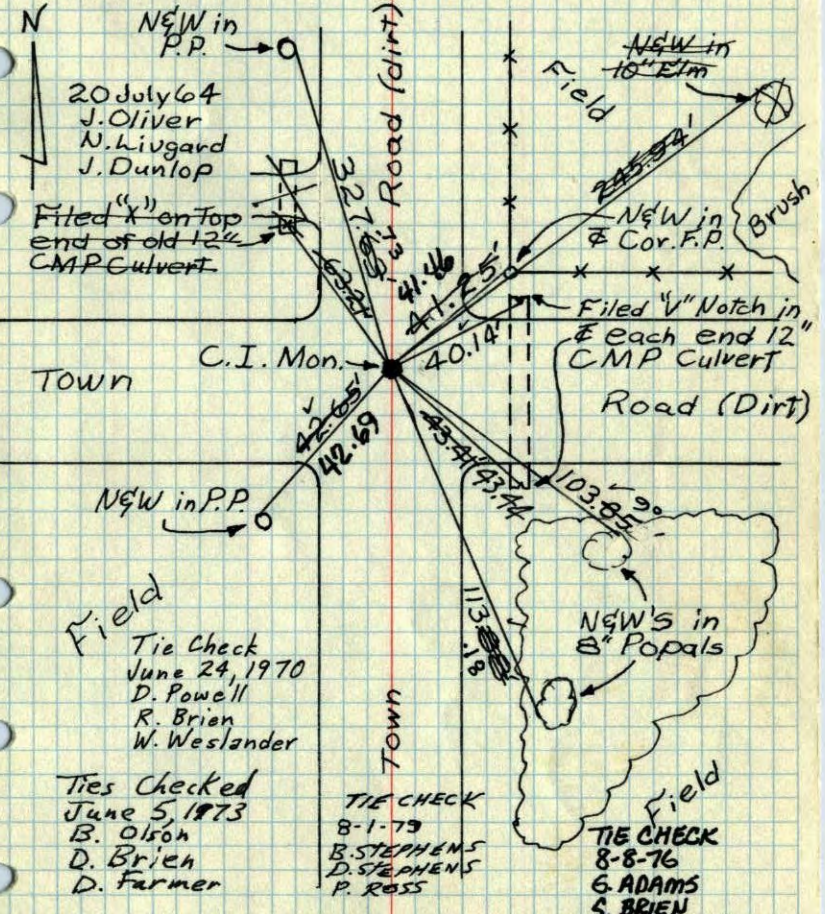 N
N&W in
P.P.
Road (dirt)
N&W in
10" Elm
Field
20 July 64
J. Oliver
N. Livgard
J. Dunlop
Filed "X" on Top
end of old 12"
CMP Culvert
63.21
245.94'
Brush
N&W in
℄ Cor. F.P.
41.46
41.25'
40.14'
Filed "V" Notch in
℄ each end 12"
CMP Culvert
C.I. Mon.
Town
Road (Dirt)
42.65'
42.69
43.41'
43.44
103.85
90
N&W in P.P.
N&W'S in
8" Popals
.18
Field
Tie Check
June 24, 1970
D. Powell
R. Brien
W. Weslander
Town
Ties Checked
June 5, 1973
B. Olson
D. Brien
D. Farmer
TIE CHECK
8-1-79
B. STEPHENS
D. STEPHENS
P. ROSS
Field
TIE CHECK
8-8-76
G. ADAMS
S. BRIEN